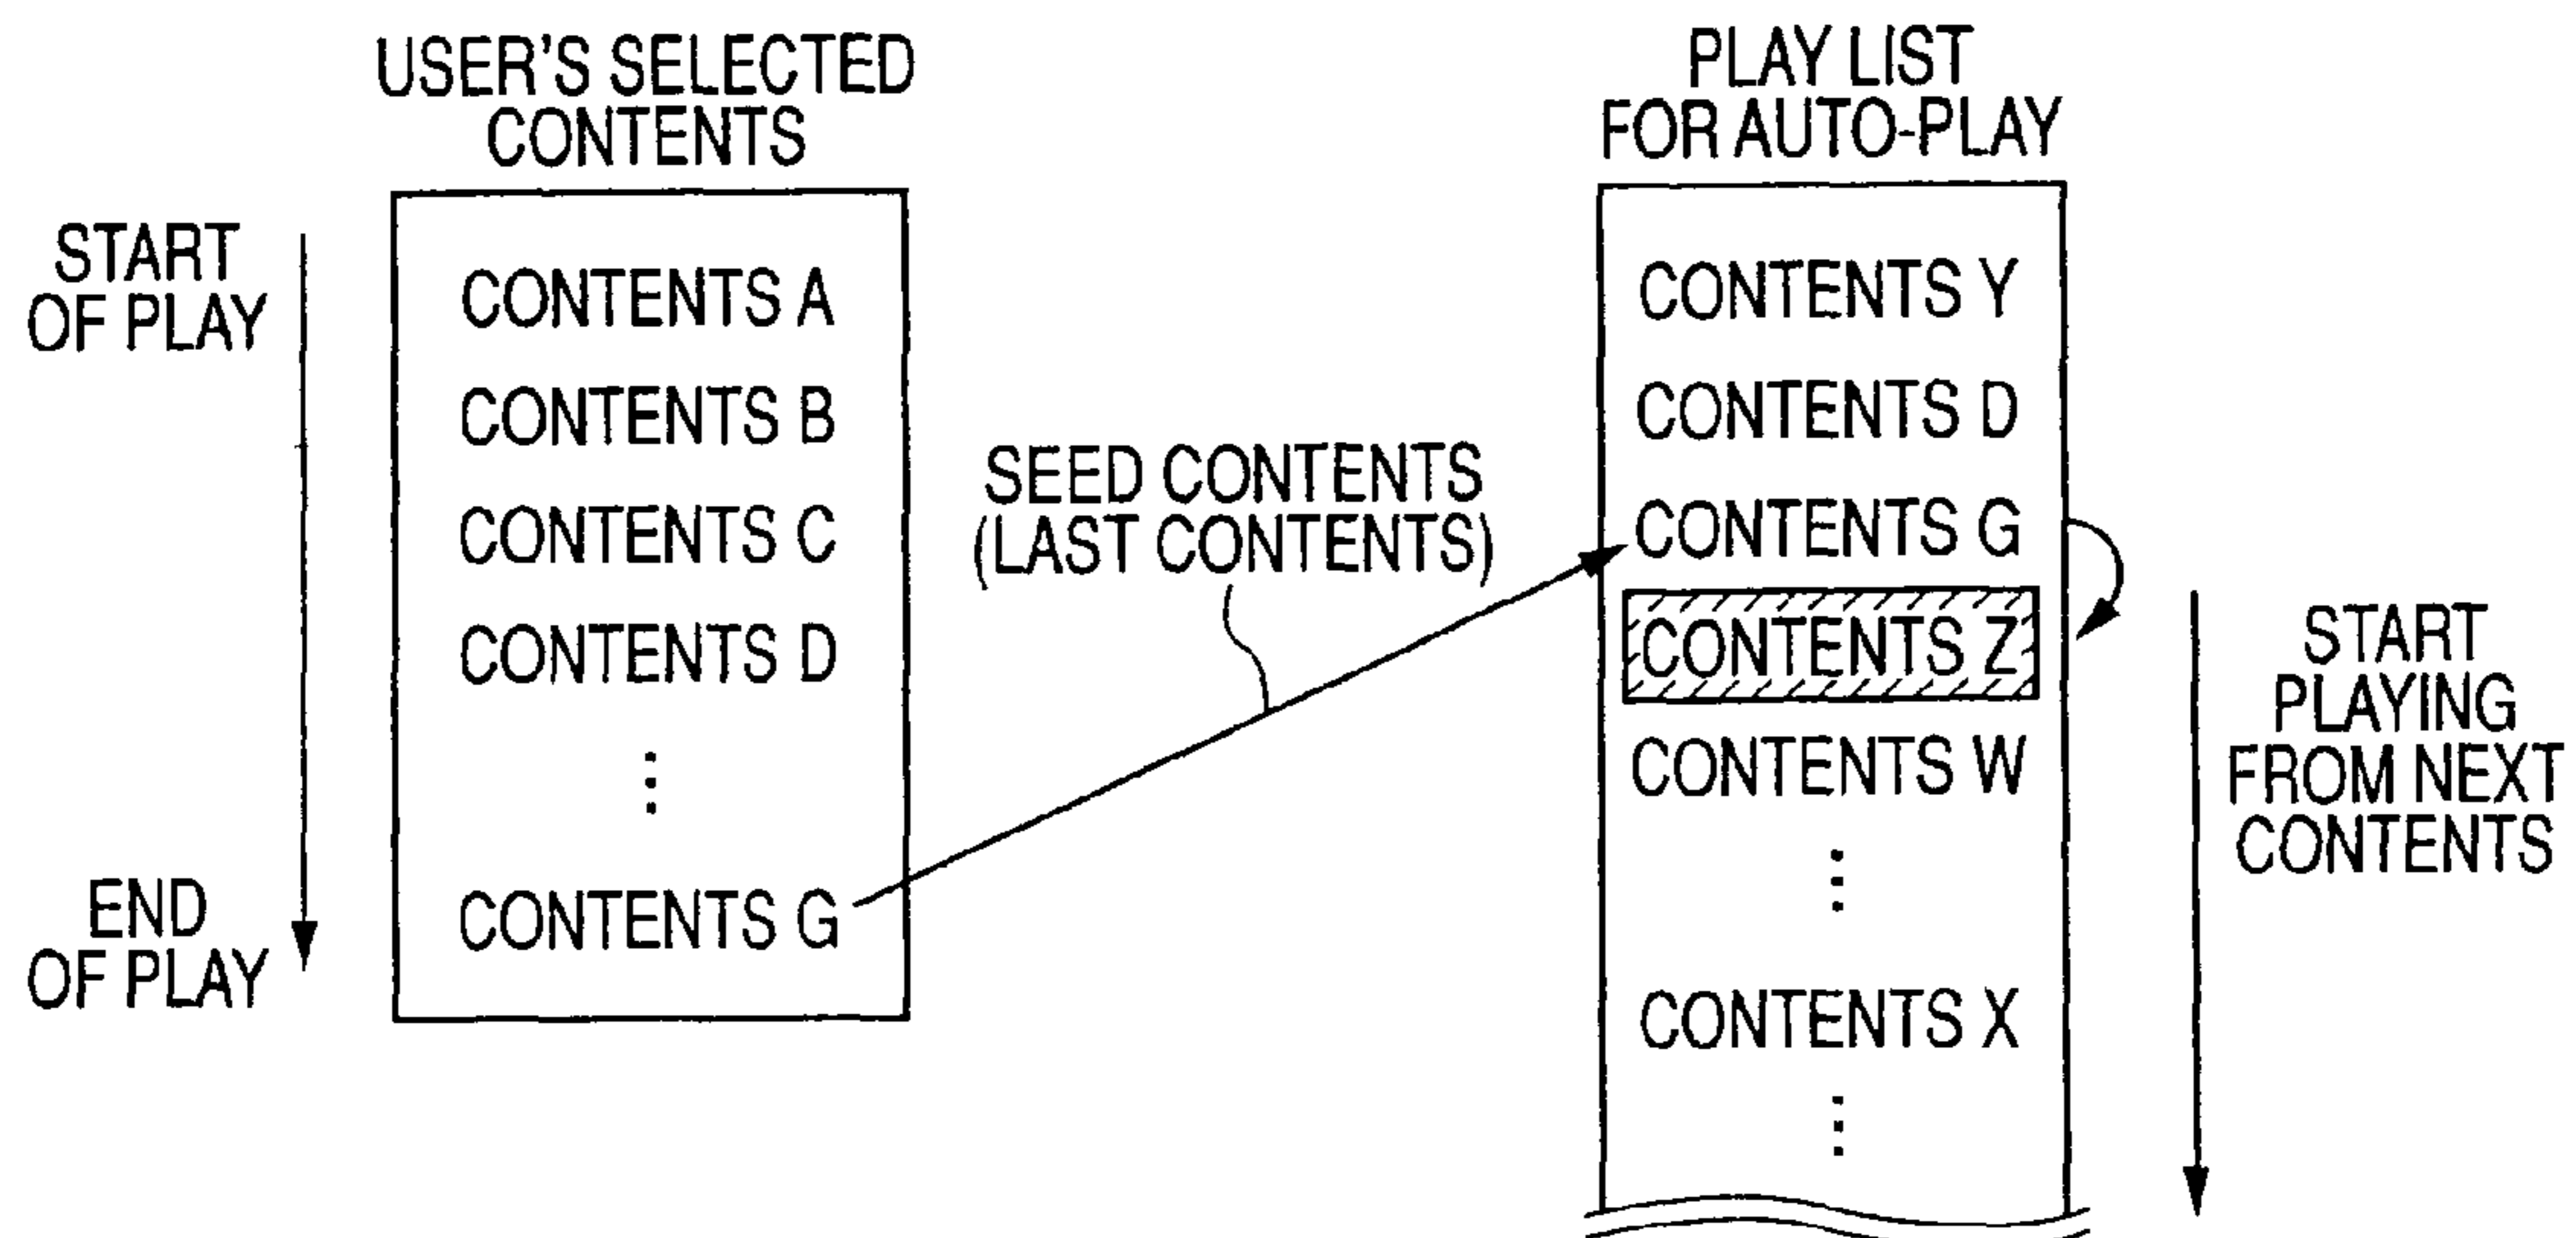 USER'S SELECTED
CONTENTS
START
OF PLAY
CONTENTS A
CONTENTS B
CONTENTS C
CONTENTS D
CONTENTS G
END
OF PLAY
SEED CONTENTS
(LAST CONTENTS)
PLAY LIST
FOR AUTO-PLAY
CONTENTS Y
CONTENTS D
CONTENTS G
CONTENTS Z
CONTENTS W
CONTENTS X
START
PLAYING
FROM NEXT
CONTENTS